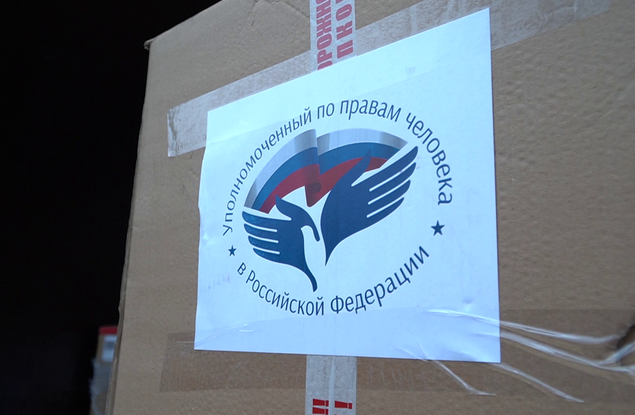 Уполномоченный по правам человека
в Российской Федерации